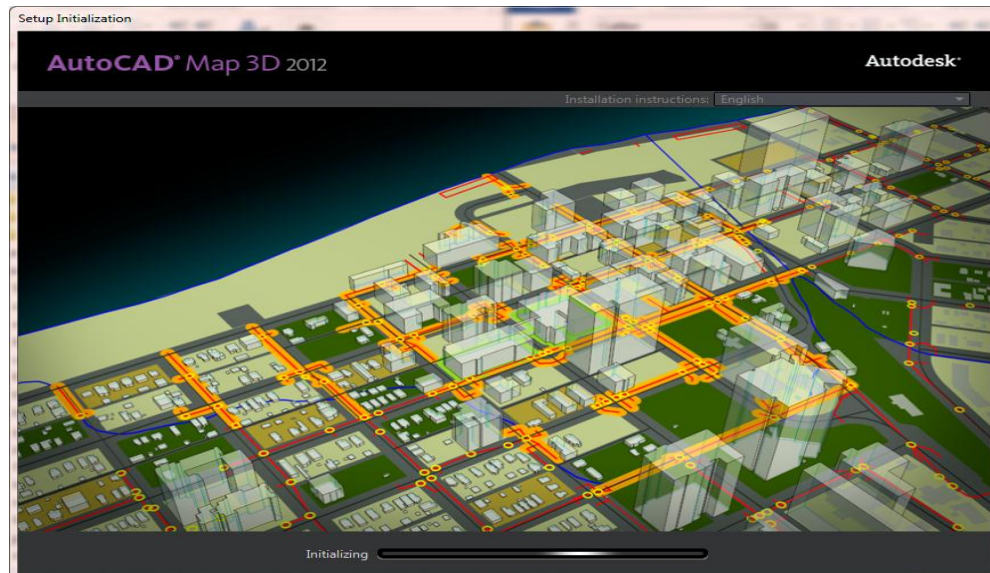 Setup Initialization
AutoCAD® Map 3D 2012
Autodesk®
Installation instructions: English
Initializing